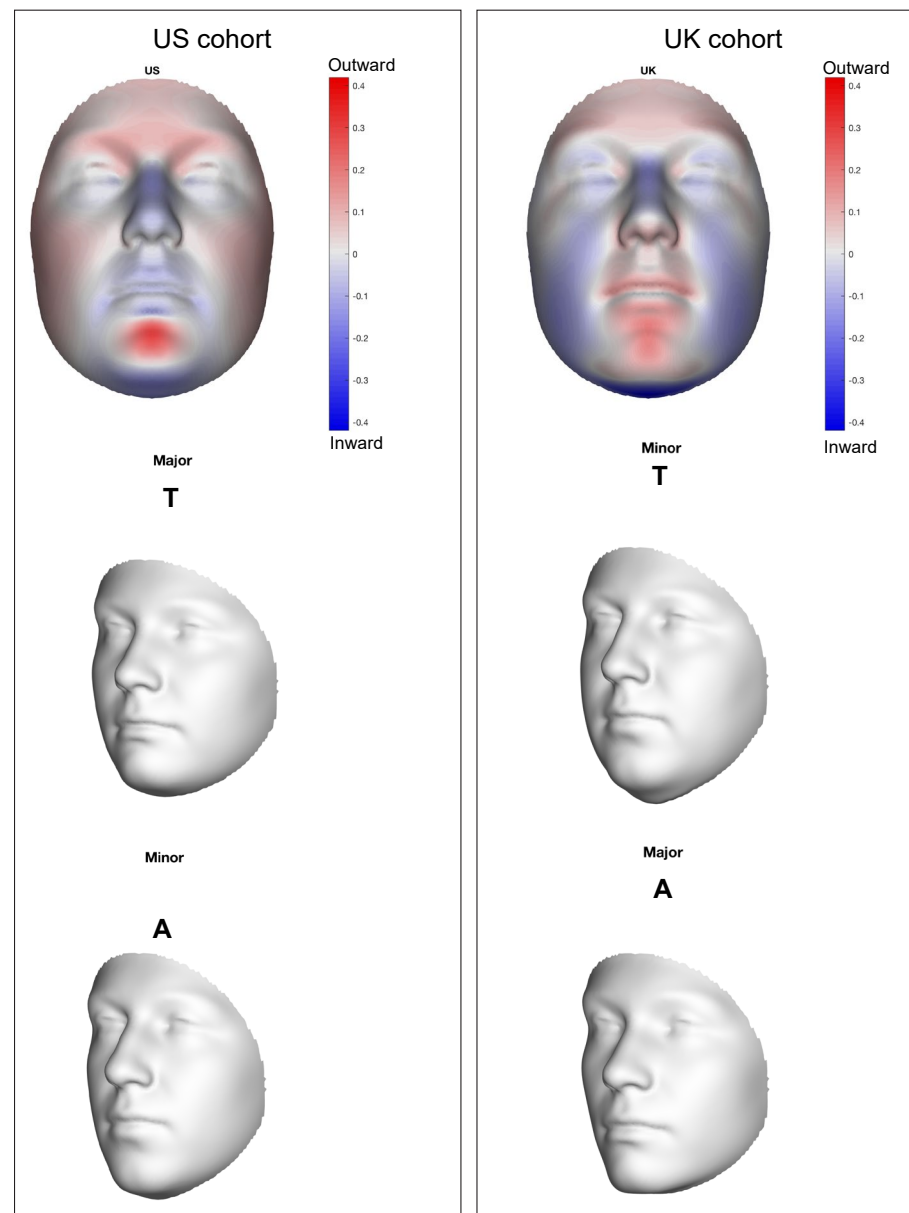 US cohort
US
Outward
0.4
0.3
0.2
0.1
0
-0.1
-0.2
-0.3
-0.4
Inward
Major
T
Minor
A
UK cohort
UK
Outward
0.4
0.3
0.2
0.1
0
-0.1
-0.2
-0.3
-0.4
Inward
Minor
T
Major
A